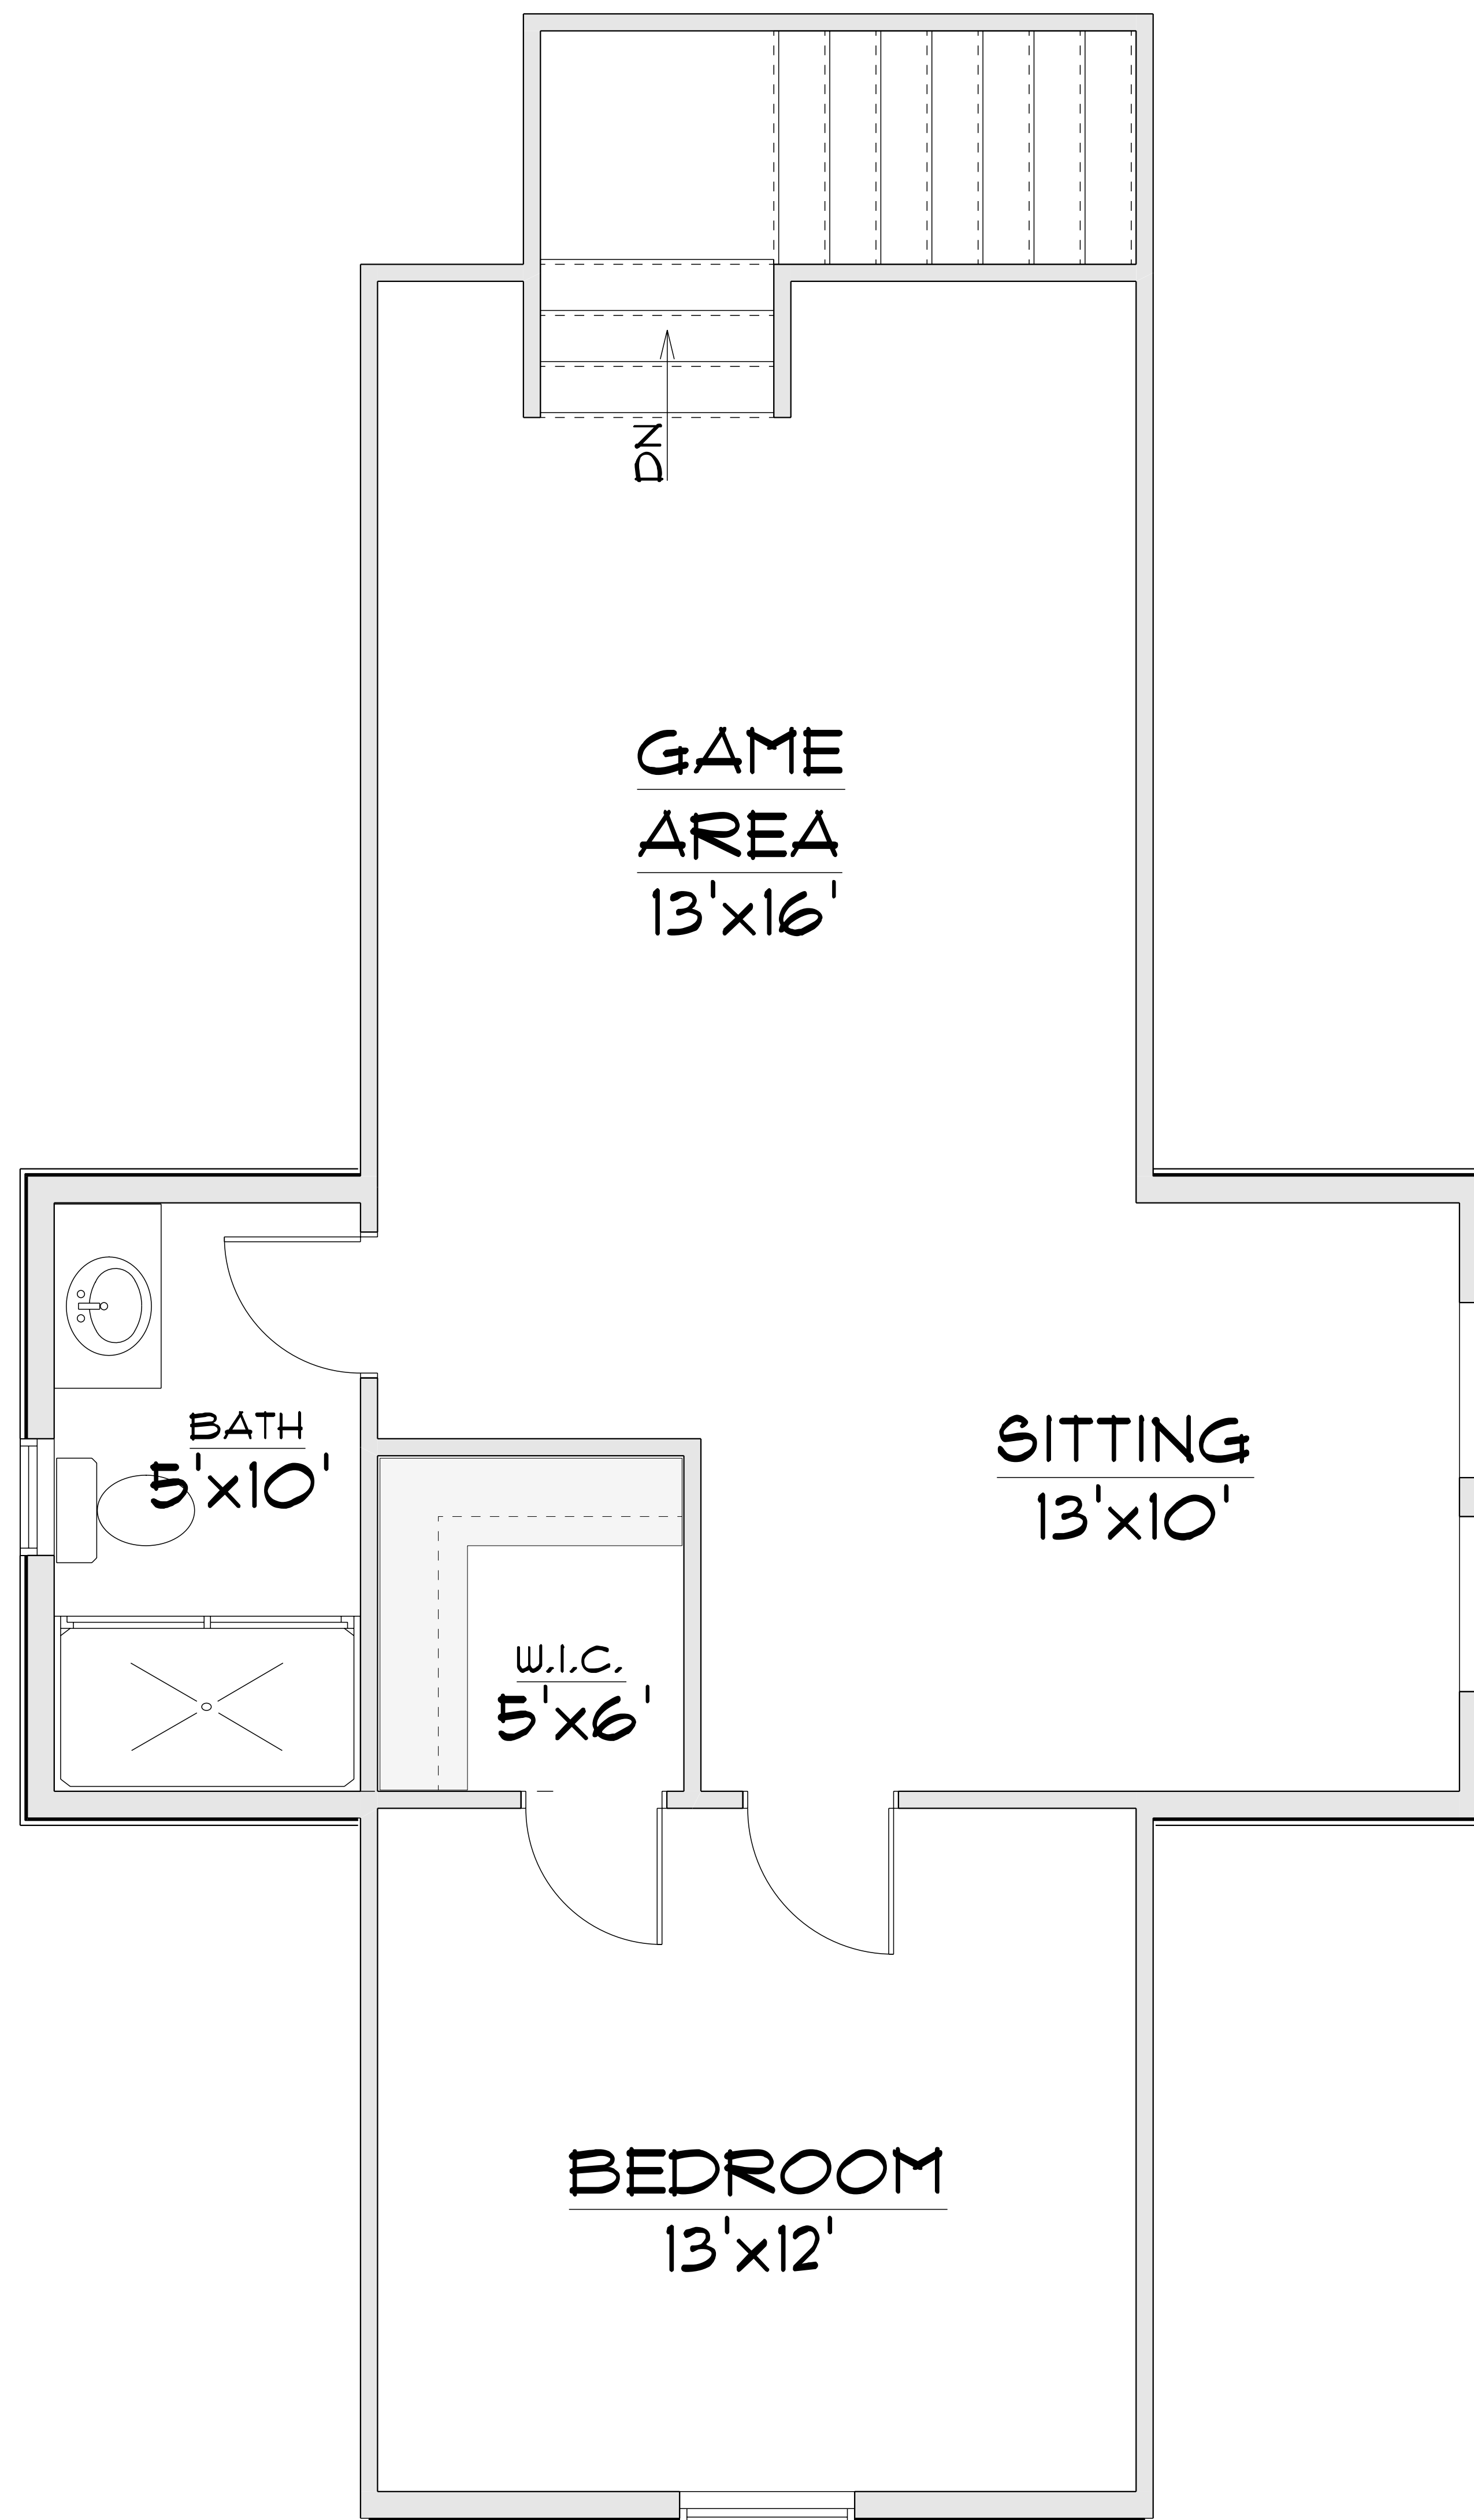 DN
GAME
AREA
13'x16'
BATH
5'x10'
SITTING
13'x10'
W.I.C.
5'x6'
BEDROOM
13'x12'